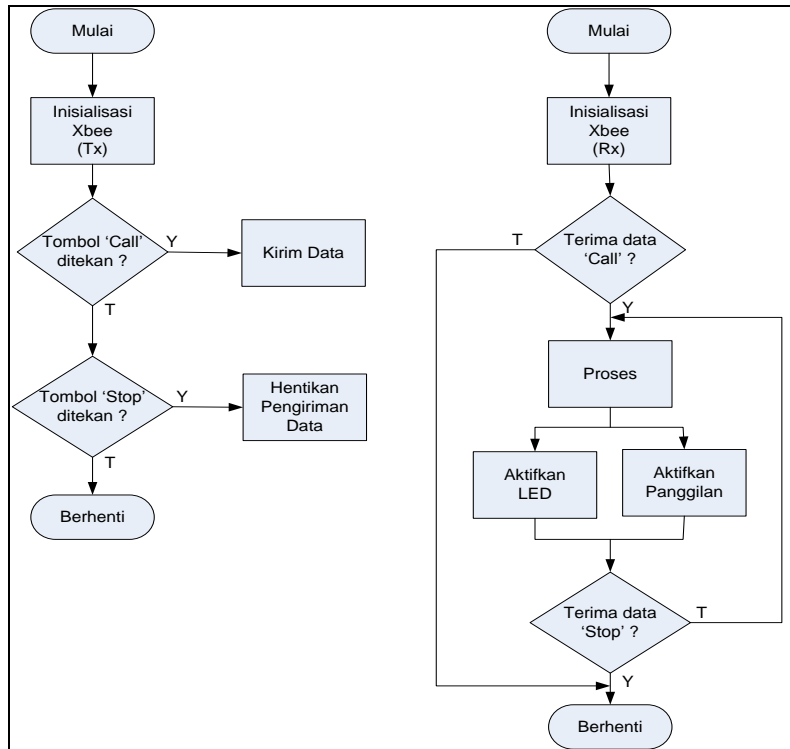 Mulai
Inisialisasi
Xbee
(Tx)
Tombol ‘Call’
ditekan ?
Y
Kirim Data
T
Tombol ‘Stop’
ditekan ?
Y
Hentikan
Pengiriman
Data
T
Berhenti
Mulai
Inisialisasi
Xbee
(Rx)
T
Terima data
‘Call’ ?
Y
Proses
Aktifkan
LED
Aktifkan
Panggilan
Terima data
‘Stop’ ?
T
Y
Berhenti